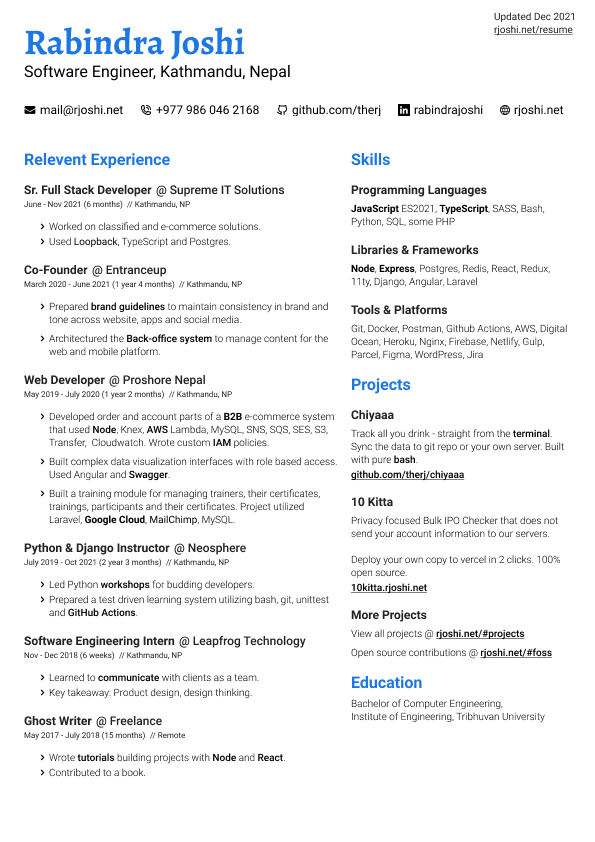 Updated Dec 2021
rjoshi.net/resume
Rabindra Joshi
Software Engineer, Kathmandu, Nepal
mail@rjoshi.net +977 986 046 2168 github.com/therj rabindrajoshi rjoshi.net
Relevent Experience
Sr. Full Stack Developer @ Supreme IT Solutions
June - Nov 2021 (6 months) // Kathmandu, NP
Worked on classified and e-commerce solutions.
Used Loopback, TypeScript and Postgres.
Co-Founder @ Entranceup
March 2020 - June 2021 (1 year 4 months) // Kathmandu, NP
Prepared brand guidelines to maintain consistency in brand and
tone across website, apps and social media.
Architectured the Back-office system to manage content for the
web and mobile platform.
Web Developer @ Proshore Nepal
May 2019 - July 2020 (1 year 2 months) // Kathmandu, NP
Developed order and account parts of a B2B e-commerce system
that used Node, Knex, AWS Lambda, MySQL, SNS, SQS, SES, S3,
Transfer, Cloudwatch. Wrote custom IAM policies.
Built complex data visualization interfaces with role based access.
Used Angular and Swagger.
Built a training module for managing trainers, their certificates,
trainings, participants and their certificates. Project utilized
Laravel, Google Cloud, MailChimp, MySQL.
Python & Django Instructor @ Neosphere
July 2019 - Oct 2021 (2 year 3 months) // Kathmandu, NP
Led Python workshops for budding developers.
Prepared a test driven learning system utilizing bash, git, unittest
and GitHub Actions.
Software Engineering Intern @ Leapfrog Technology
Nov - Dec 2018 (6 weeks) // Kathmandu, NP
Learned to communicate with clients as a team.
Key takeaway: Product design, design thinking.
Ghost Writer @ Freelance
May 2017 - July 2018 (15 months) // Remote
Wrote tutorials building projects with Node and React.
Contributed to a book.
Skills
Programming Languages
JavaScript ES2021, TypeScript, SASS, Bash,
Python, SQL, some PHP
Libraries & Frameworks
Node, Express, Postgres, Redis, React, Redux,
11ty, Django, Angular, Laravel
Tools & Platforms
Git, Docker, Postman, Github Actions, AWS, Digital
Ocean, Heroku, Nginx, Firebase, Netlify, Gulp,
Parcel, Figma, WordPress, Jira
Projects
Chiyaaa
Track all you drink - straight from the terminal.
Sync the data to git repo or your own server. Built
with pure bash.
github.com/therj/chiyaaa
10 Kitta
Privacy focused Bulk IPO Checker that does not
send your account information to our servers.
Deploy your own copy to vercel in 2 clicks. 100%
open source.
10kitta.rjoshi.net
More Projects
View all projects @ rjoshi.net/#projects
Open source contributions @ rjoshi.net/#foss
Education
Bachelor of Computer Engineering,
Institute of Engineering, Tribhuvan University